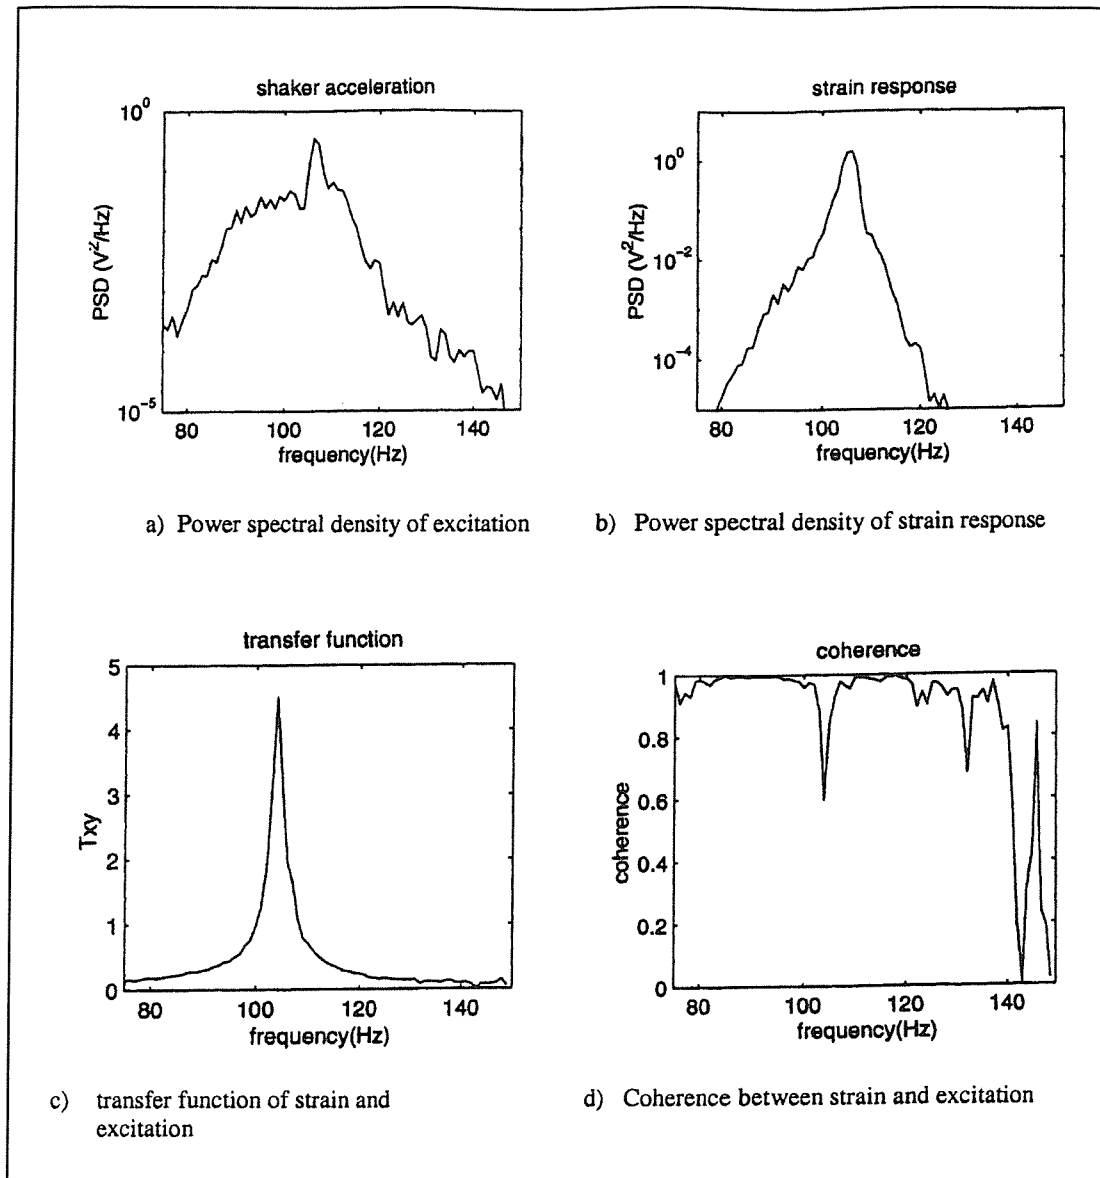 shaker acceleration
10^0
PSD (V^2/Hz)
10^-5
80 100 120 140
frequency(Hz)
a) Power spectral density of excitation
strain response
10^0
10^-2
10^-4
PSD (V^2/Hz)
80 100 120 140
frequency(Hz)
b) Power spectral density of strain response
transfer function
5
4
3
2
1
0
Txy
80 100 120 140
frequency(Hz)
c) transfer function of strain and
excitation
coherence
1
0.8
0.6
0.4
0.2
0
coherence
80 100 120 140
frequency(Hz)
d) Coherence between strain and excitation